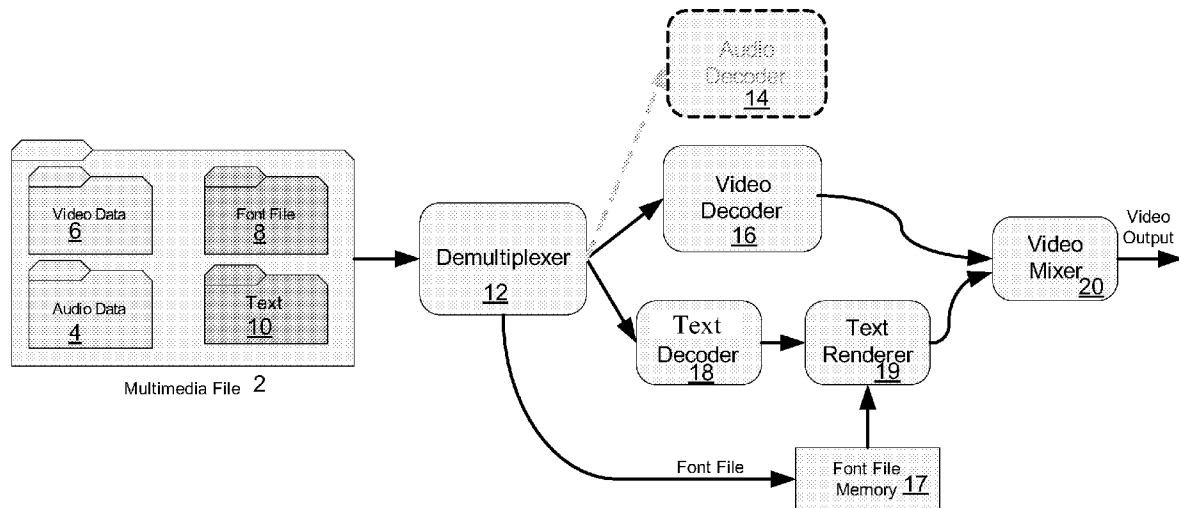 Audio
Decoder
14
Video Data
6
Font File
8
Audio Data
4
Text
10
Multimedia File 2
Demultiplexer
12
Video
Decoder
16
Text
Decoder
18
Text
Renderer
19
Video
Mixer
20
Video
Output
Font File
Font File
Memory 17